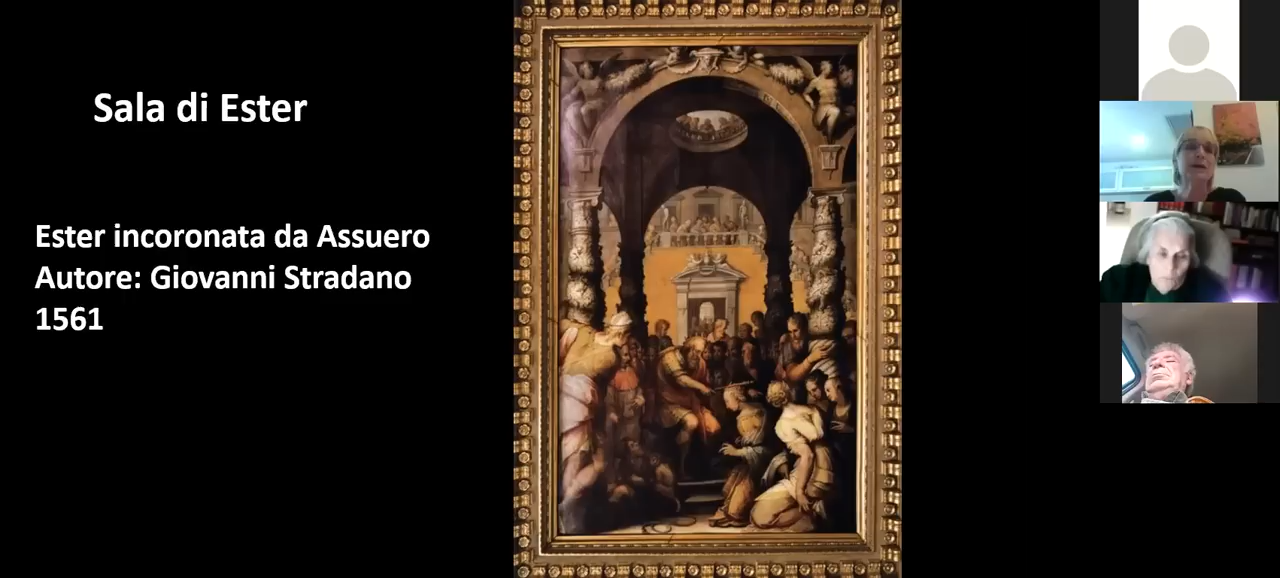 Sala di Ester
Ester incoronata da Assuero
Autore: Giovanni Stradano
1561